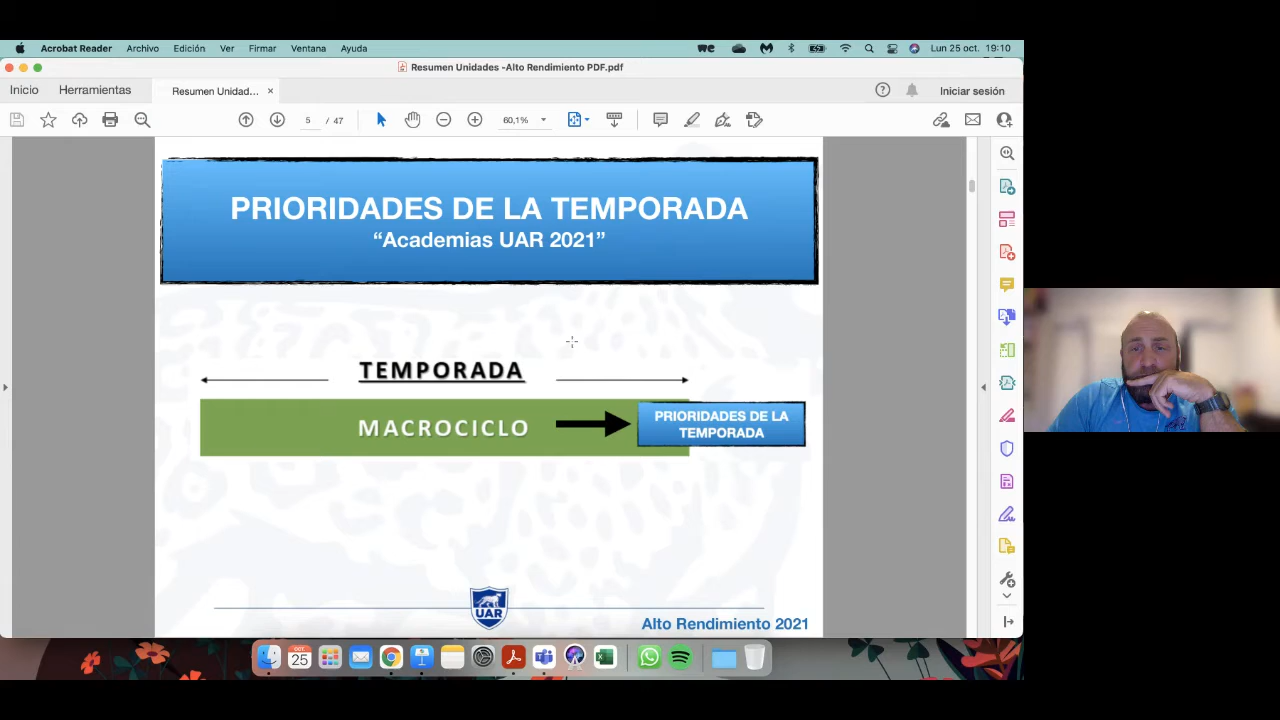 Acrobat Reader Archivo Edición Ver Firmar Ventana Ayuda
Lun 25 oct. 19:10
Resumen Unidades -Alto Rendimiento PDF.pdf
Inicio Herramientas Resumen Unidad... × Iniciar sesión
5 / 47 60,1%
PRIORIDADES DE LA TEMPORADA
“Academias UAR 2021”
TEMPORADA
MACROCICLO
PRIORIDADES DE LA
TEMPORADA
UAR
Alto Rendimiento 2021
OCT.
25